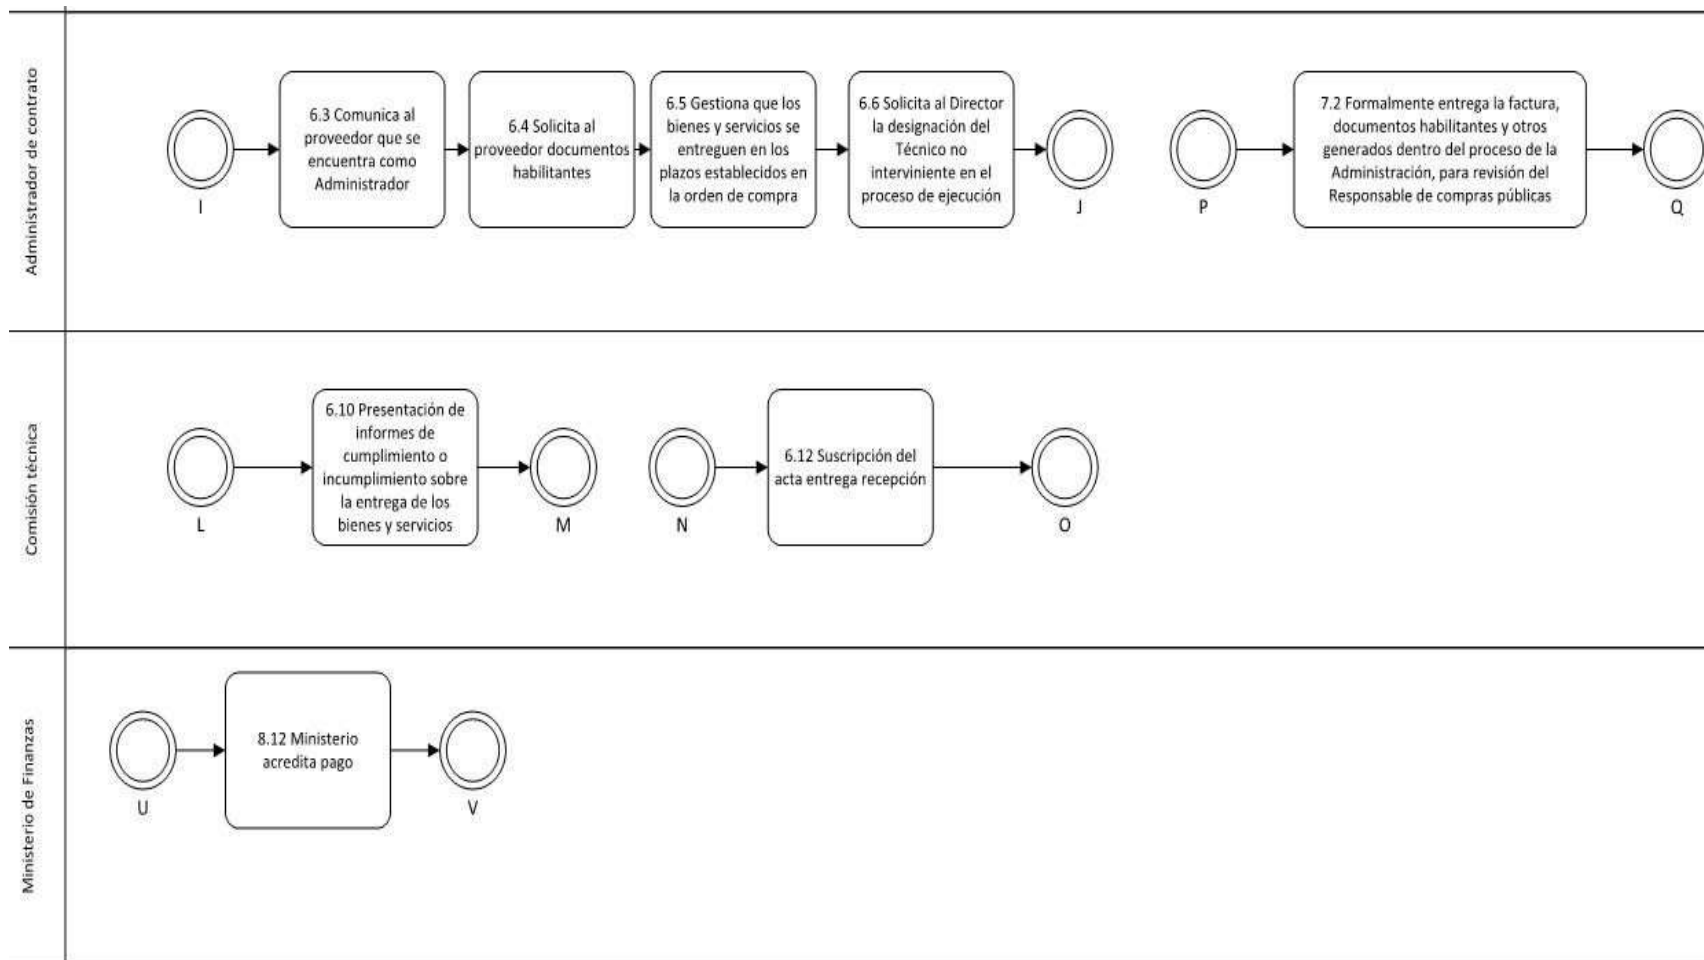 Administrador de contrato
6.3 Comunica al
proveedor que se
encuentra como
Administrador
6.4 Solicita al
proveedor documentos
habilitantes
6.5 Gestiona que los
bienes y servicios se
entreguen en los
plazos establecidos en
la orden de compra
6.6 Solicita al Director
la designación del
Técnico no
interviniente en el
proceso de ejecución
7.2 Formalmente entrega la factura,
documentos habilitantes y otros
generados dentro del proceso de la
Administración, para revisión del
Responsable de compras públicas
I
J
P
Q
Comisión técnica
6.10 Presentación de
informes de
cumplimiento o
incumplimiento sobre
la entrega de los
bienes y servicios
6.12 Suscripción del
acta entrega recepción
L
M
N
O
Ministerio de Finanzas
8.12 Ministerio
acredita pago
U
V